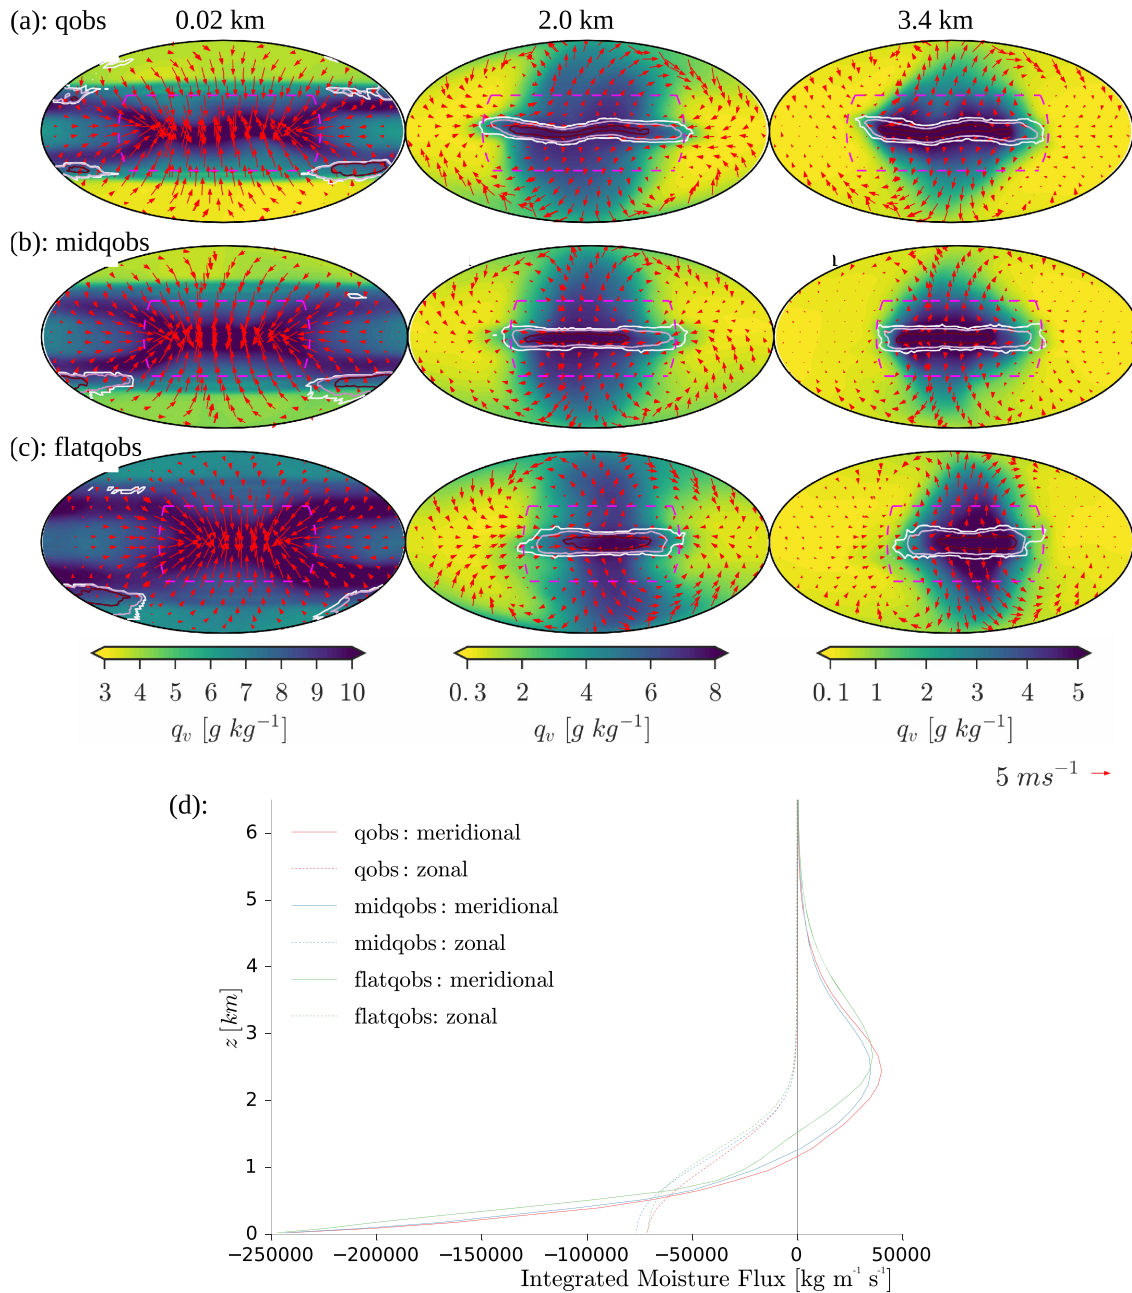 (a): qobs 0.02 km 2.0 km 3.4 km
(b): midqobs
(c): flatqobs
3 4 5 6 7 8 9 10 0.3 2 4 6 8 0.1 1 2 3 4 5
q_v [g kg⁻¹] q_v [g kg⁻¹] q_v [g kg⁻¹]
5 ms⁻¹
(d):
6
qobs: meridional
qobs: zonal
5
midqobs: meridional
midqobs: zonal
4
flatqobs: meridional
flatqobs: zonal
z [km]
3
2
1
0
−250000 −200000 −150000 −100000 −50000 0 50000
Integrated Moisture Flux [kg m⁻¹ s⁻¹]